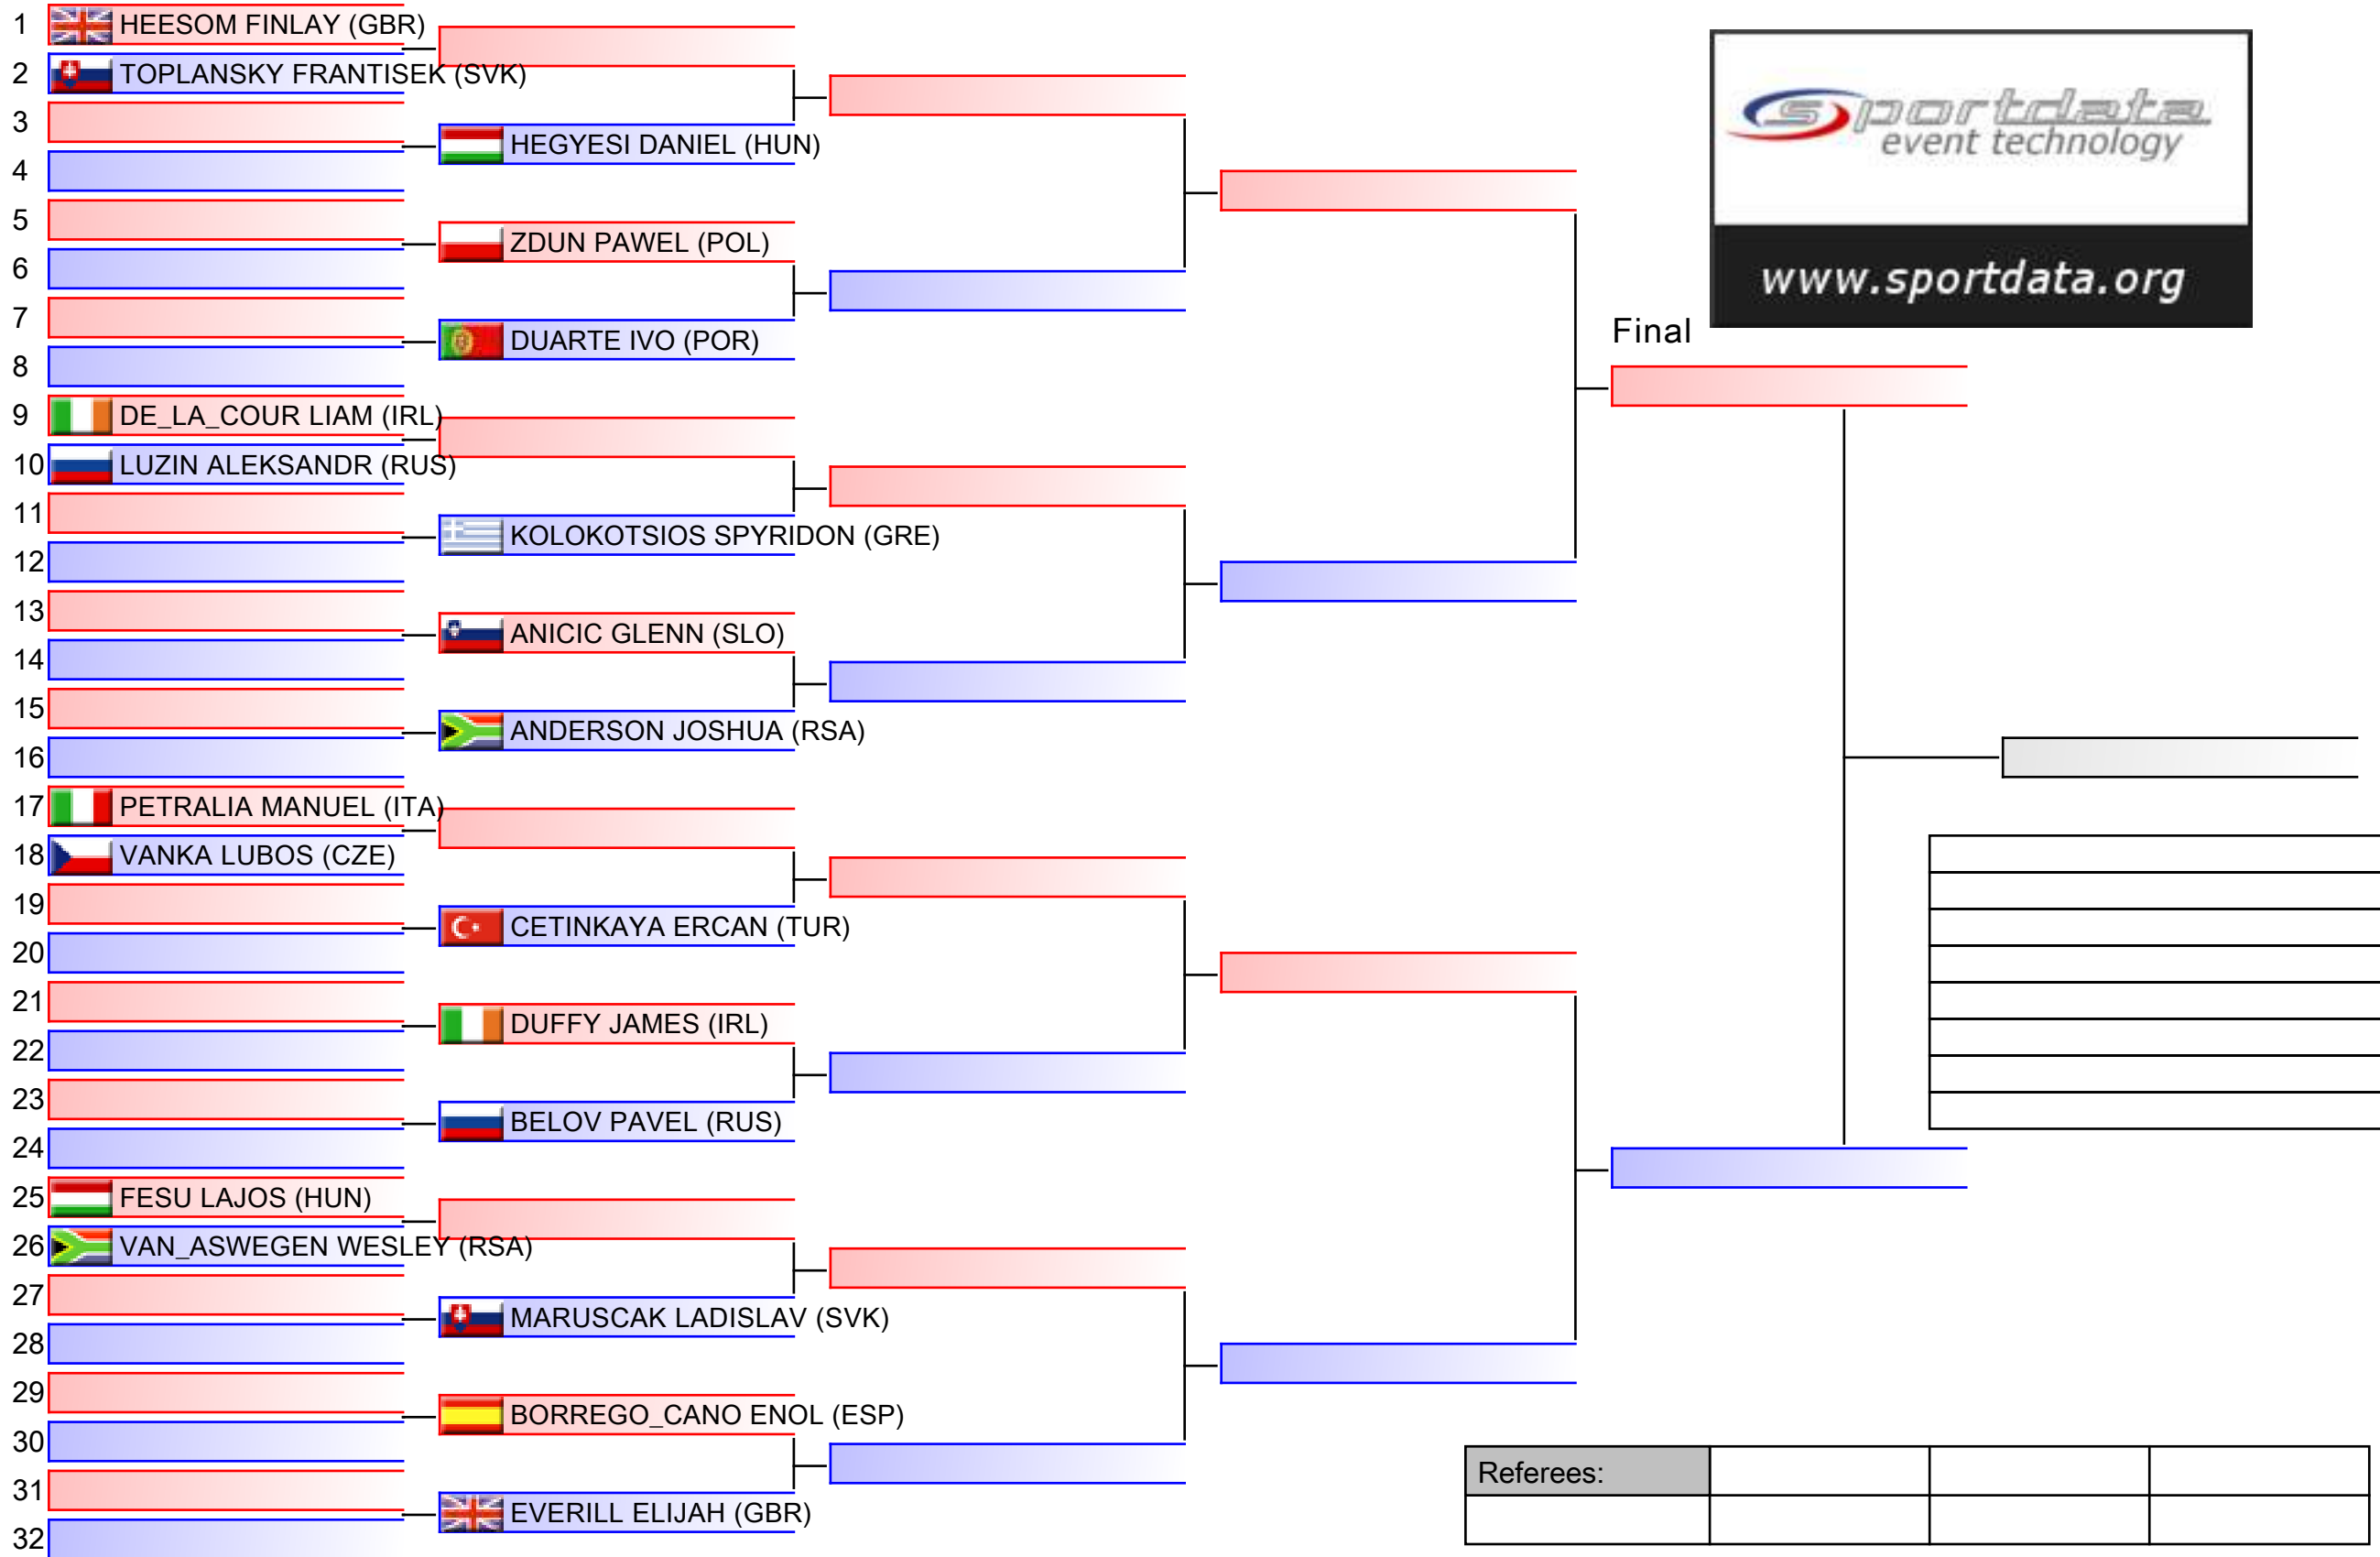 1 HEESOM FINLAY (GBR)
2 TOPLANSKY FRANTISEK (SVK)
3
HEGYESI DANIEL (HUN)
4
5
ZDUN PAWEL (POL)
6
7
DUARTE IVO (POR)
8
9 DE_LA_COUR LIAM (IRL)
10 LUZIN ALEKSANDR (RUS)
11
KOLOKOTSIOS SPYRIDON (GRE)
12
13
ANICIC GLENN (SLO)
14
15
ANDERSON JOSHUA (RSA)
16
17 PETRALIA MANUEL (ITA)
18 VANKA LUBOS (CZE)
19
CETINKAYA ERCAN (TUR)
20
21
DUFFY JAMES (IRL)
22
23
BELOV PAVEL (RUS)
24
25 FESU LAJOS (HUN)
26 VAN_ASWEGEN WESLEY (RSA)
27
MARUSCAK LADISLAV (SVK)
28
29
BORREGO_CANO ENOL (ESP)
30
31
EVERILL ELIJAH (GBR)
32
sportdata
event technology
www.sportdata.org
Final
Referees: